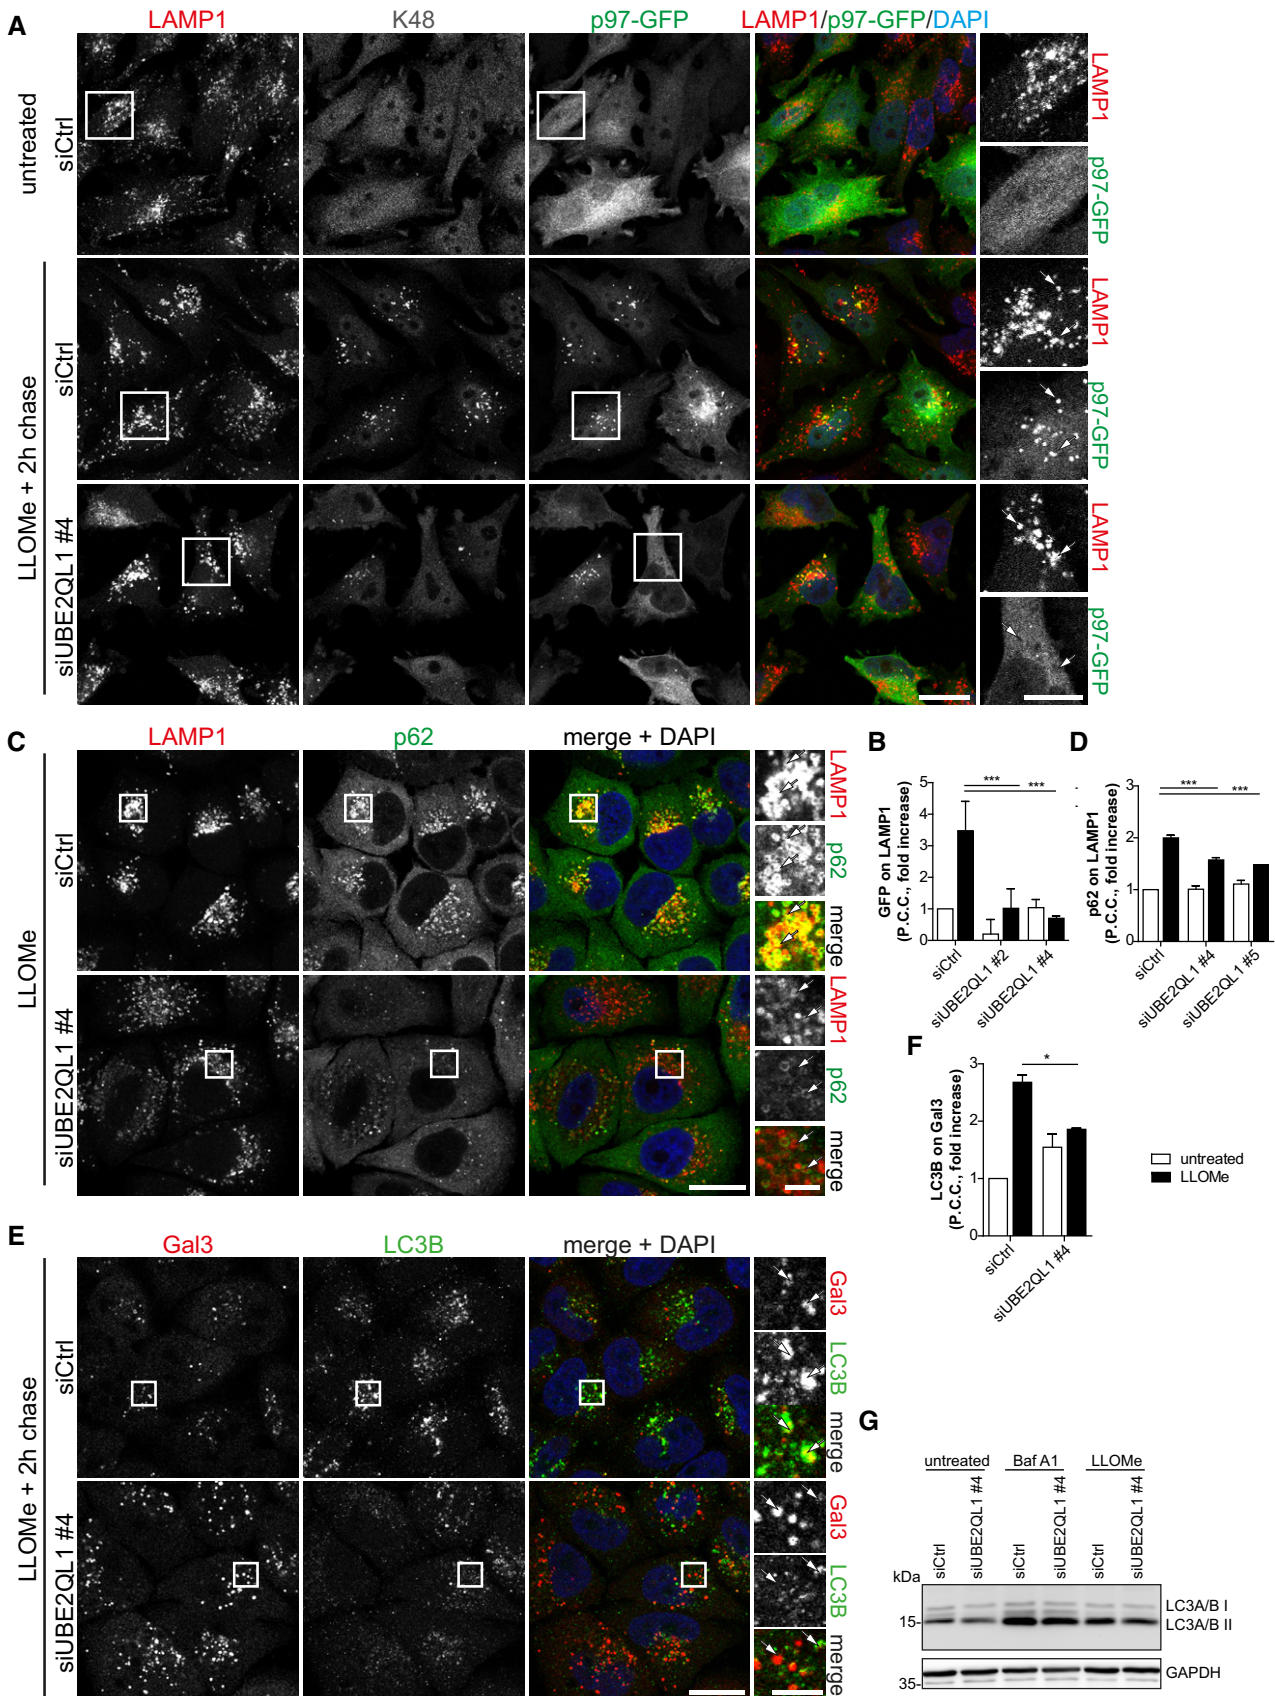 A
LAMP1
K48
p97-GFP
LAMP1/p97-GFP/DAPI
untreated
siCtrl
LAMP1
p97-GFP
LLOMe + 2h chase
siCtrl
LAMP1
p97-GFP
siUBE2QL1 #4
LAMP1
p97-GFP
C
LAMP1
p62
merge + DAPI
LLOMe
siCtrl
LAMP1
p62
merge
siUBE2QL1 #4
LAMP1
p62
merge
B
GFP on LAMP1
(P.C.C., fold increase)
5
4
3
2
1
0
***
***
siCtrl
siUBE2QL1 #2
siUBE2QL1 #4
D
p62 on LAMP1
(P.C.C., fold increase)
3
2
1
0
***
***
siCtrl
siUBE2QL1 #4
siUBE2QL1 #5
F
LC3B on Gal3
(P.C.C., fold increase)
3
2
1
0
*
siCtrl
siUBE2QL1 #4
untreated
LLOMe
E
Gal3
LC3B
merge + DAPI
LLOMe + 2h chase
siCtrl
Gal3
LC3B
merge
siUBE2QL1 #4
Gal3
LC3B
merge
G
untreated
Baf A1
LLOMe
siCtrl
siUBE2QL1 #4
siCtrl
siUBE2QL1 #4
siCtrl
siUBE2QL1 #4
kDa
15-
LC3A/B I
LC3A/B II
35-
GAPDH